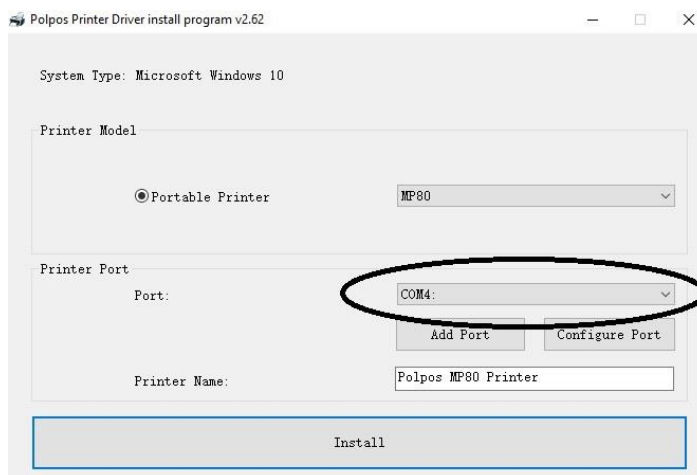 Polpos Printer Driver install program v2.62
System Type: Microsoft Windows 10
Printer Model
Portable Printer MP80
Printer Port
Port: COM4:
Add Port Configure Port
Printer Name: Polpos MP80 Printer
Install